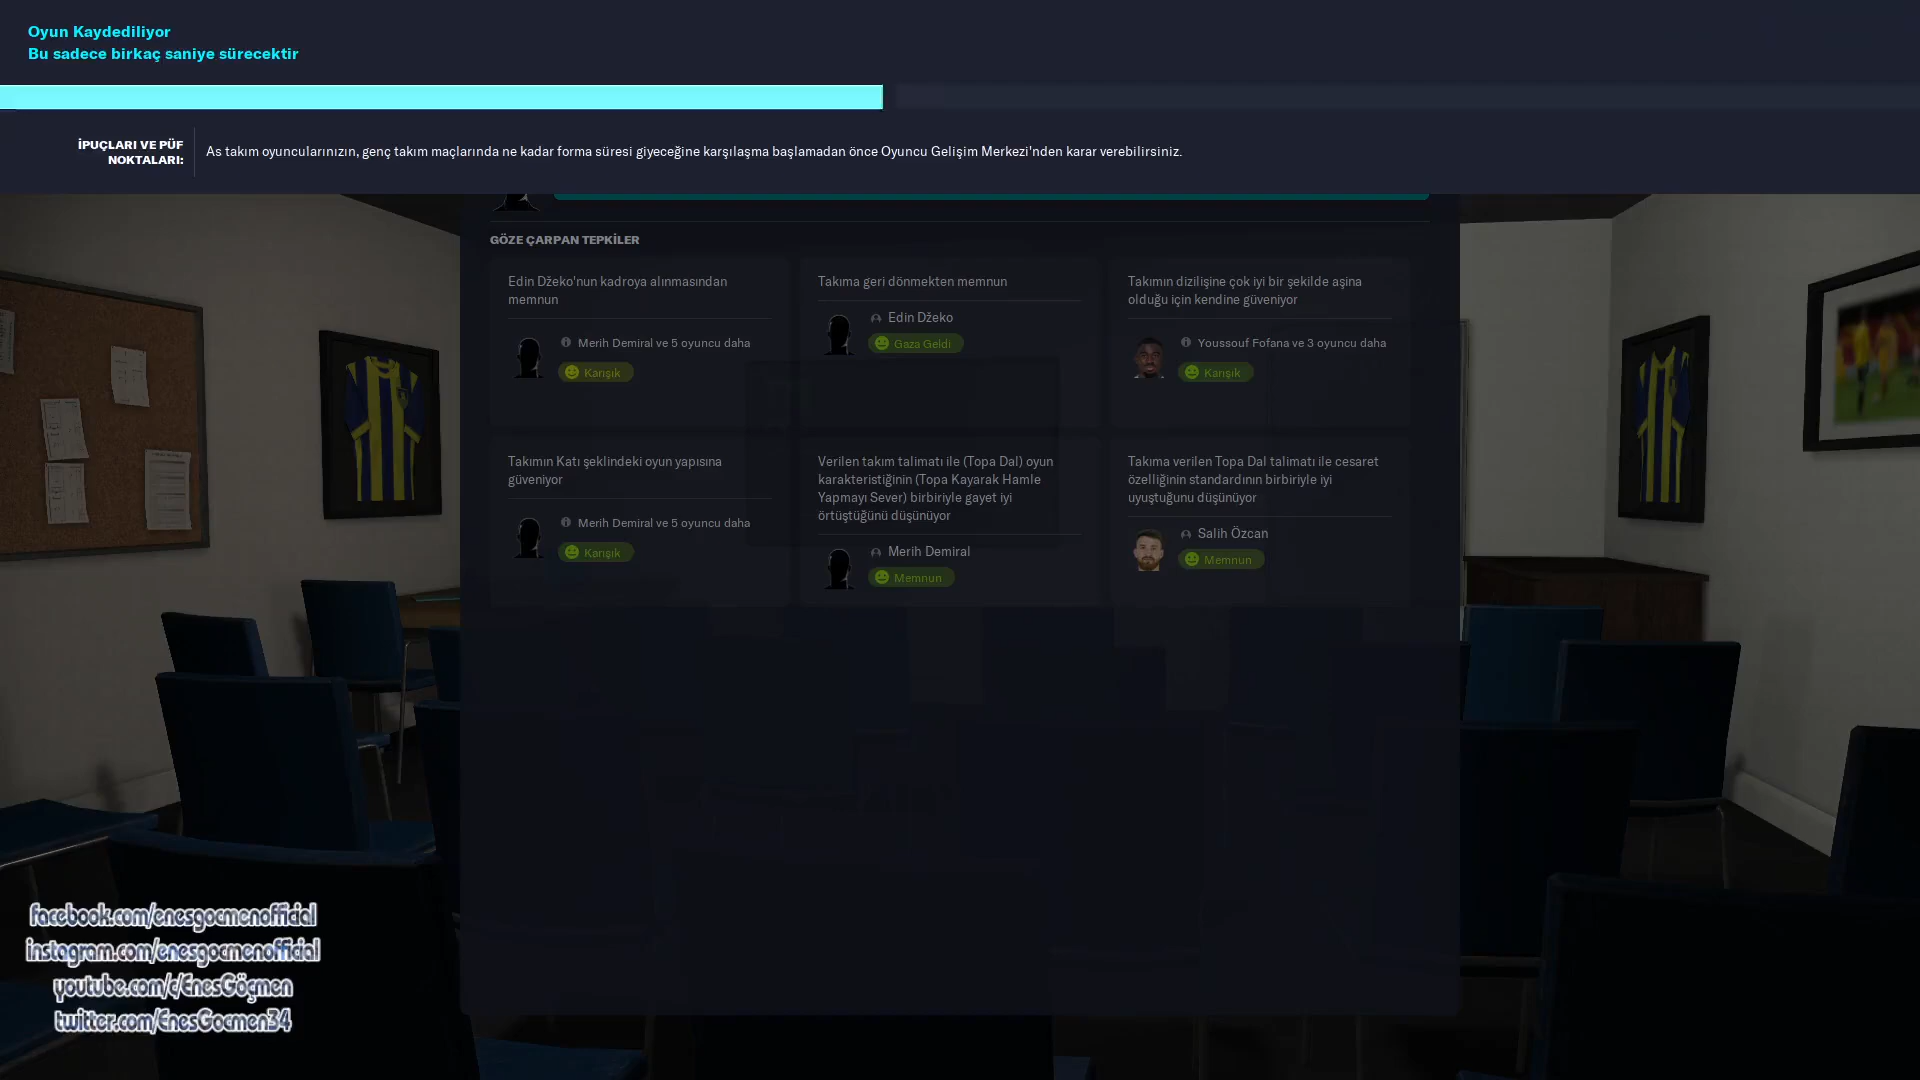 Oyun Kaydediliyor
Bu sadece birkaç saniye sürecektir
İPUÇLARI VE PÜF
NOKTALARI:
As takım oyuncularınızın, genç takım maçlarında ne kadar forma süresi giyeceğine karşılaşma başlamadan önce Oyuncu Gelişim Merkezi'nden karar verebilirsiniz.
GÖZE ÇARPAN TEPKİLER
Edin Džeko'nun kadroya alınmasından
memnun
Merih Demiral ve 5 oyuncu daha
Karışık
Takıma geri dönmekten memnun
Edin Džeko
Gaza Geldi
Takımın dizilişine çok iyi bir şekilde aşina
olduğu için kendine güveniyor
Youssouf Fofana ve 3 oyuncu daha
Karışık
Takımın Katı şeklindeki oyun yapısına
güveniyor
Merih Demiral ve 5 oyuncu daha
Karışık
Verilen takım talimatı ile (Topa Dal) oyun
karakteristiğinin (Topa Kayarak Hamle
Yapmayı Sever) birbiriyle gayet iyi
örtüştüğünü düşünüyor
Merih Demiral
Memnun
Takıma verilen Topa Dal talimatı ile cesaret
özelliğinin standardının birbiriyle iyi
uyuştuğunu düşünüyor
Salih Özcan
Memnun
facebook.com/enesgocmenofficial
instagram.com/enesgocmenofficial
youtube.com/c/EnesGöçmen
twitter.com/EnesGocmen34